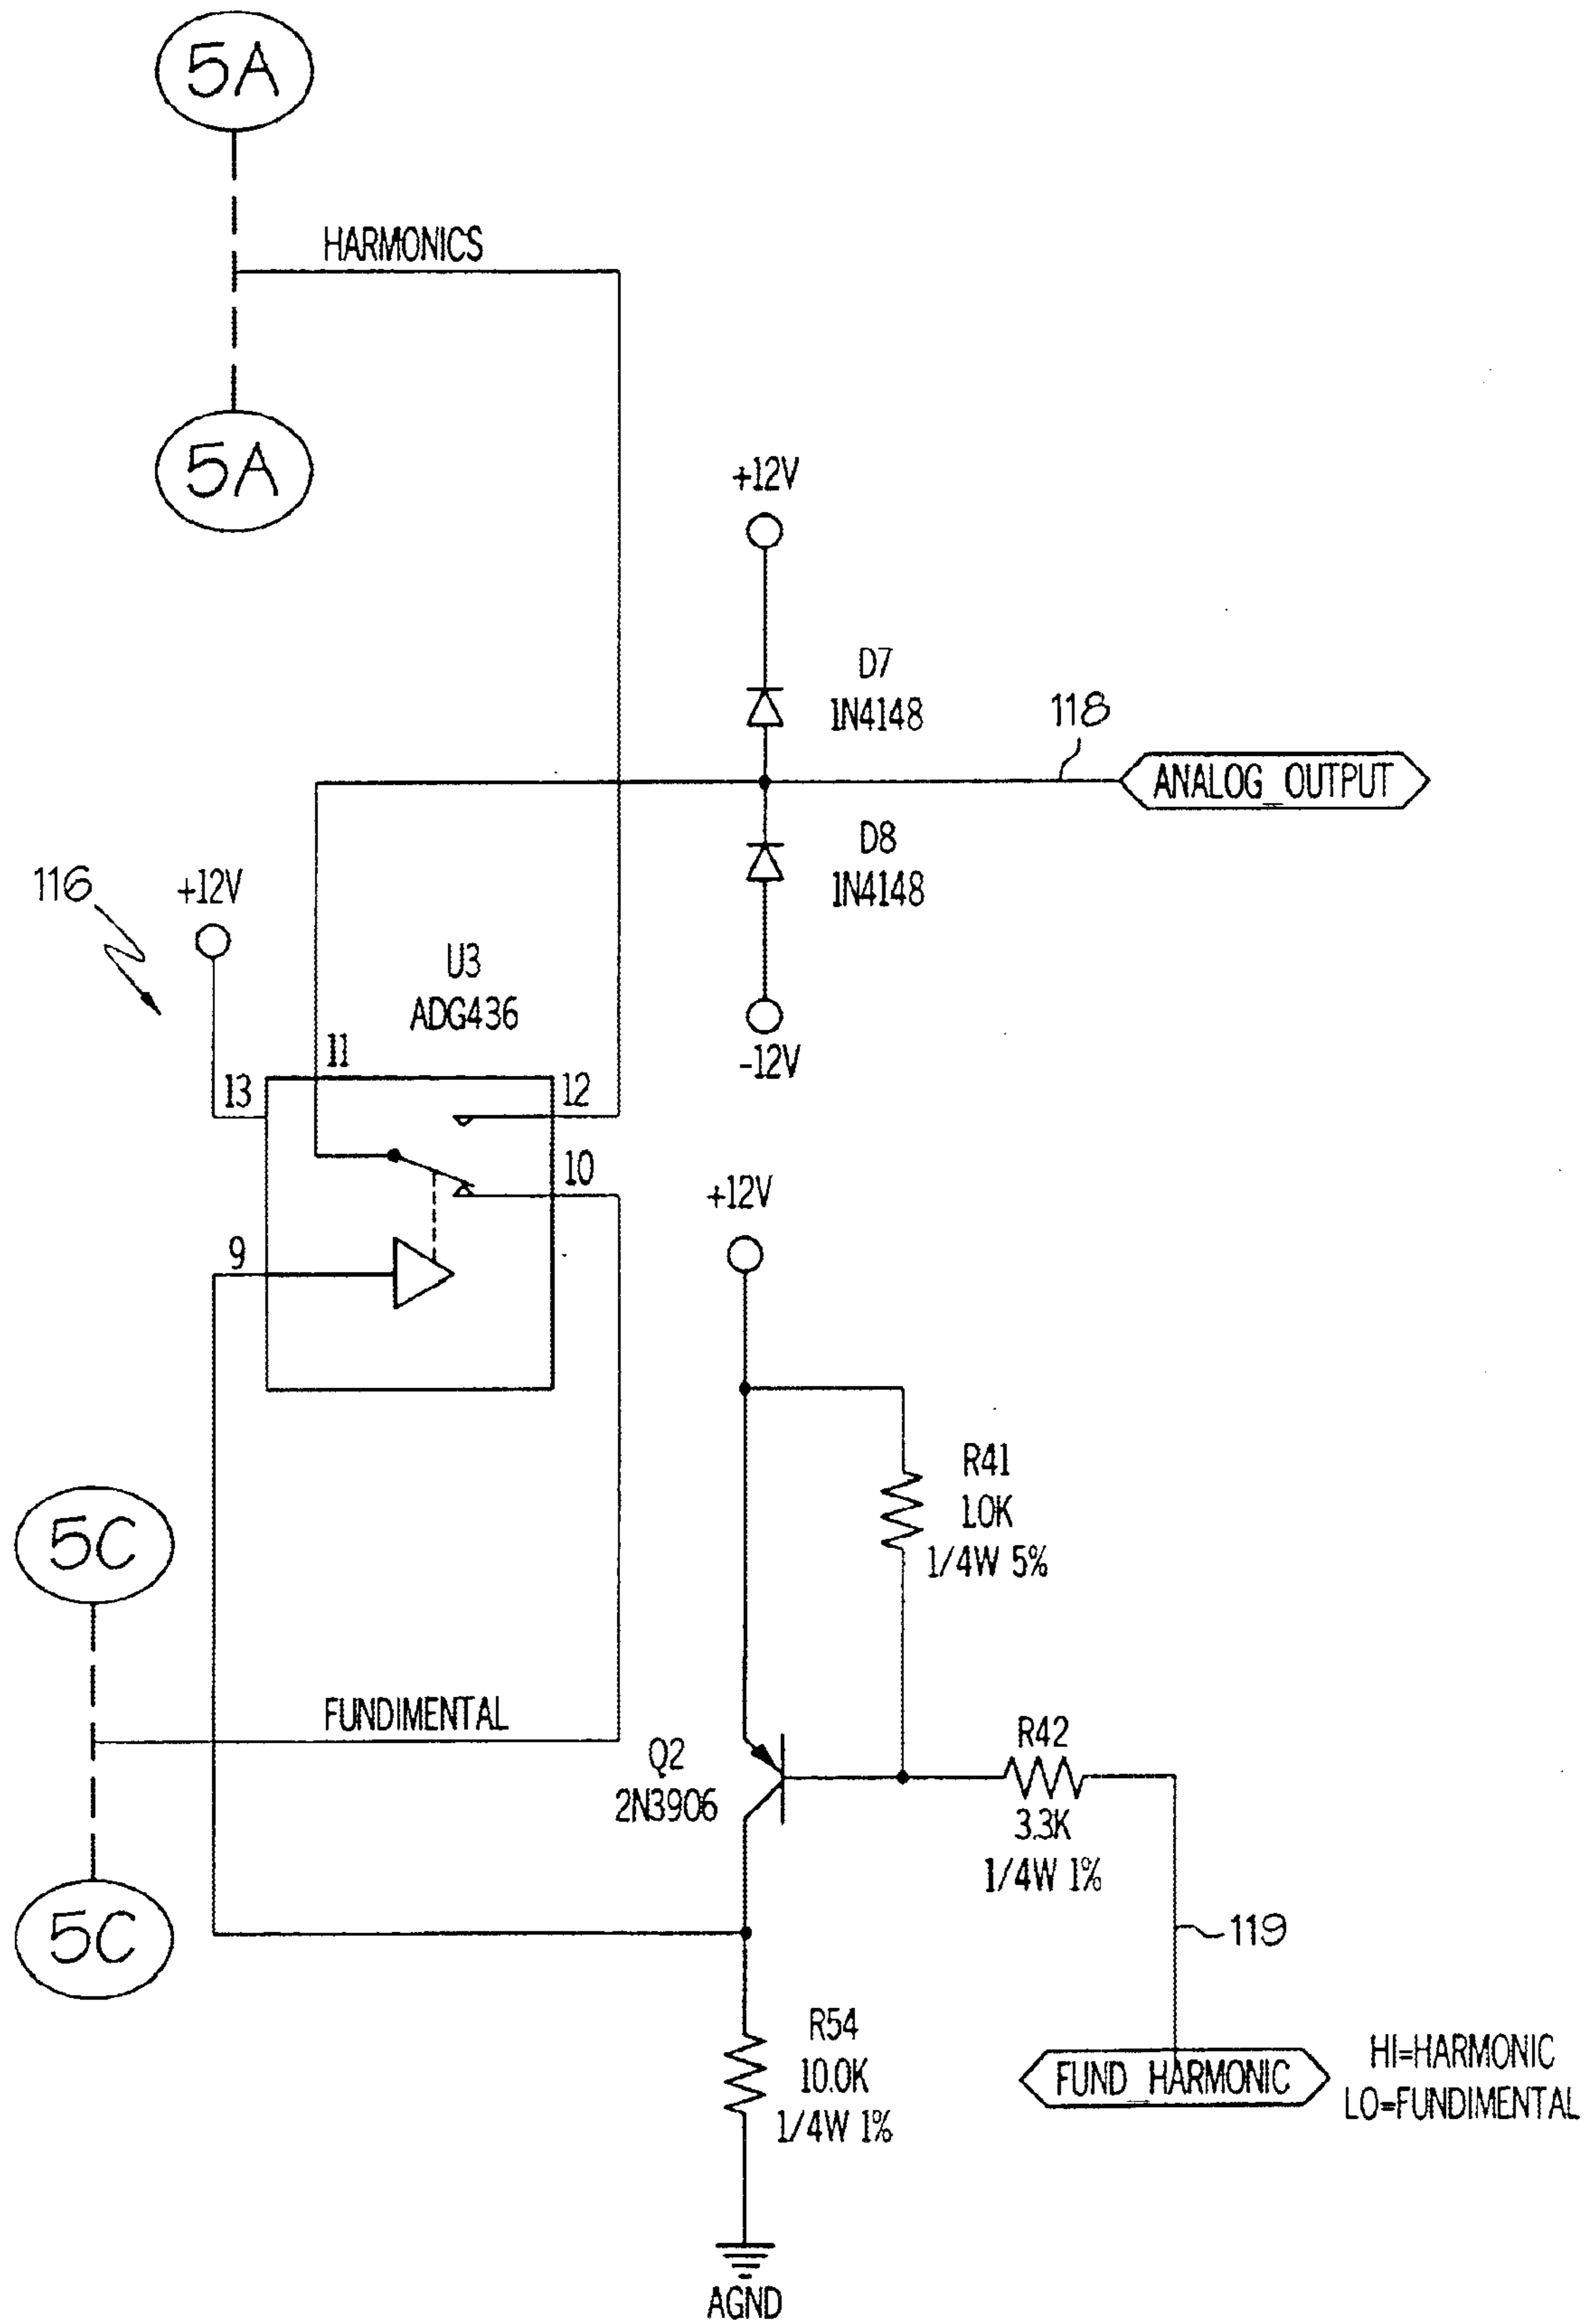 5A
HARMONICS
5A
+12V
D7
1N4148
118
ANALOG_OUTPUT
D8
1N4148
116
+12V
U3
ADG436
-12V
11
13
12
10
9
+12V
R41
1.0K
1/4W 5%
5C
FUNDIMENTAL
Q2
2N3906
R42
3.3K
1/4W 1%
5C
119
R54
10.0K
1/4W 1%
FUND_HARMONIC
HI=HARMONIC
LO=FUNDIMENTAL
AGND